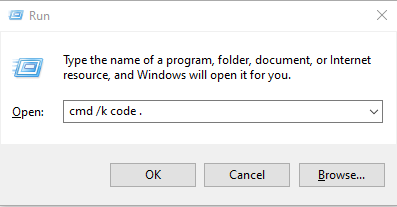 Run
Type the name of a program, folder, document, or Internet
resource, and Windows will open it for you.
Open: cmd /k code .
OK Cancel Browse...